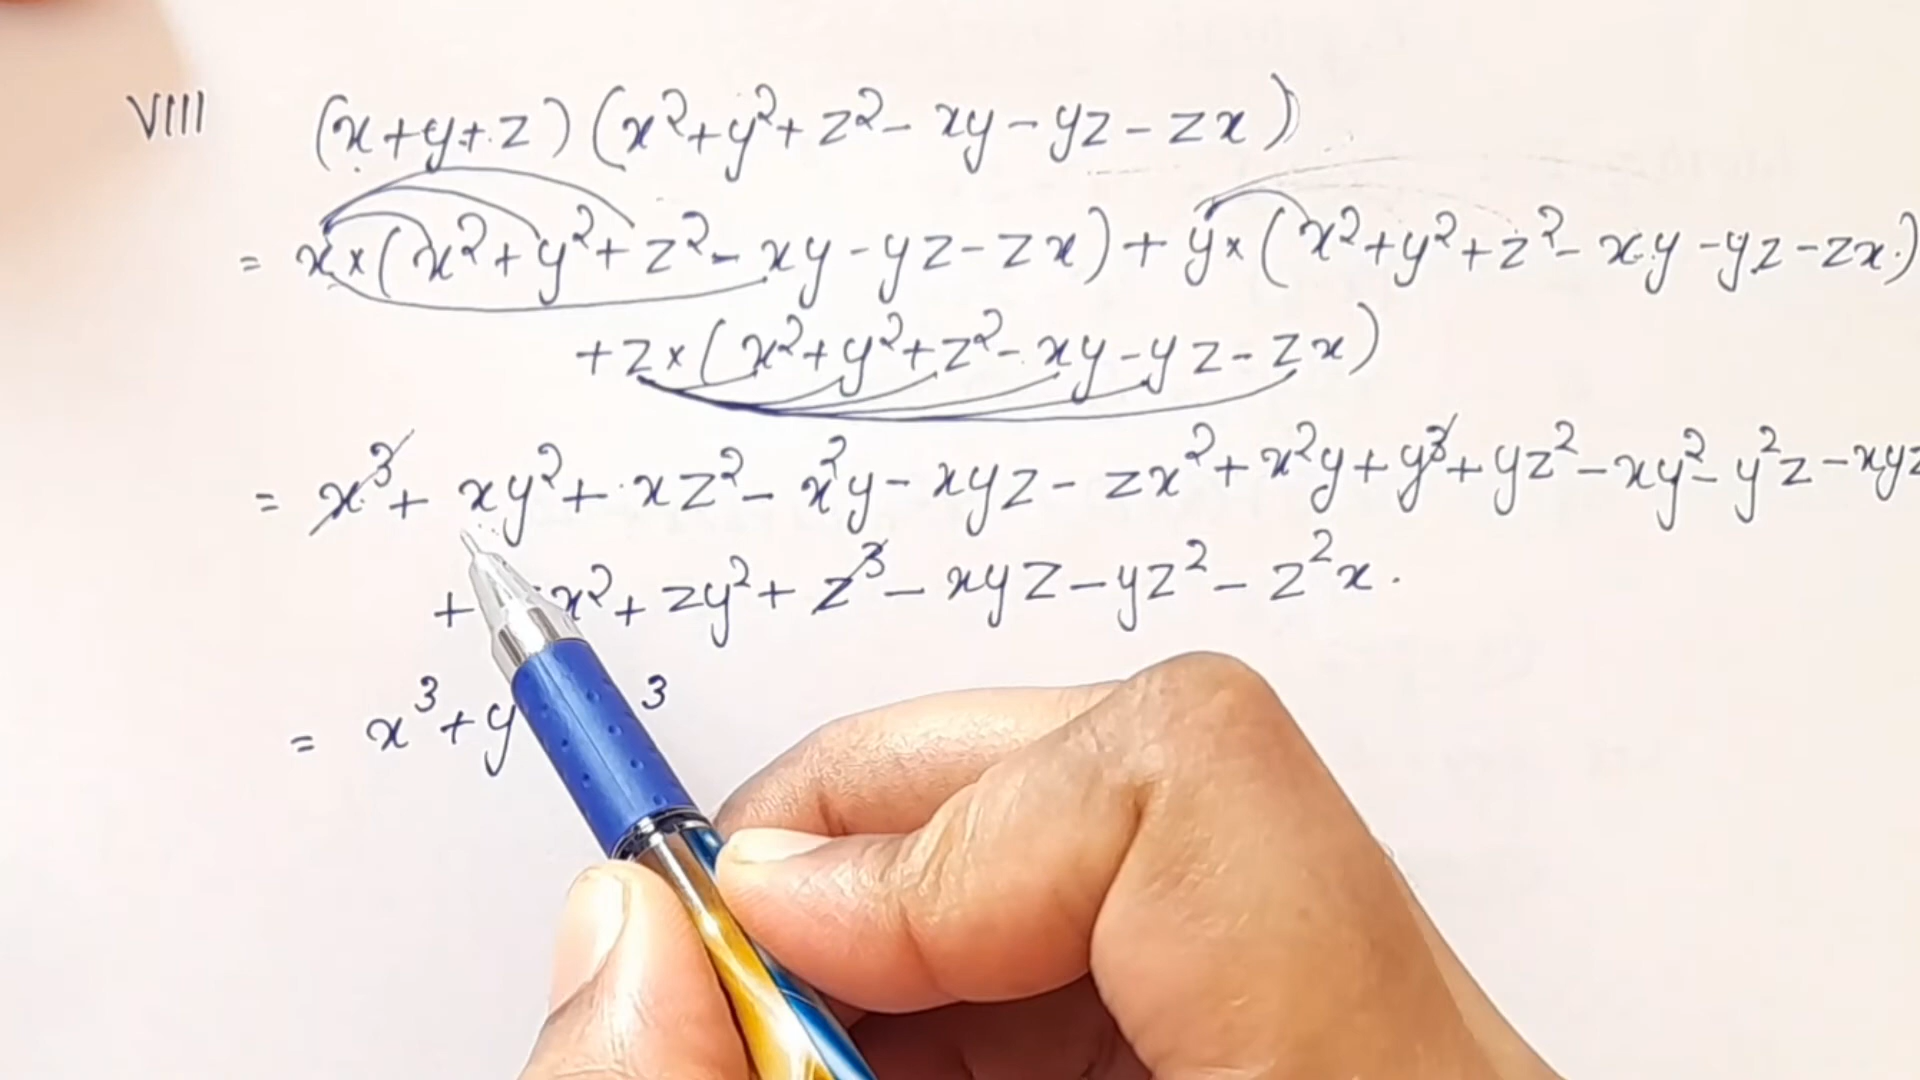 VIII (x+y+z)(x²+y²+z²-xy-yz-zx)
= x×(x²+y²+z²-xy-yz-zx)+y×(x²+y²+z²-xy-yz-zx)
+z×(x²+y²+z²-xy-yz-zx)
= x³+xy²+xz²-x²y-xyz-zx²+x²y+y³+yz²-xy²-y²z-xyz
+ x²+zy²+z³-xyz-yz²-z²x.
= x³+y 3